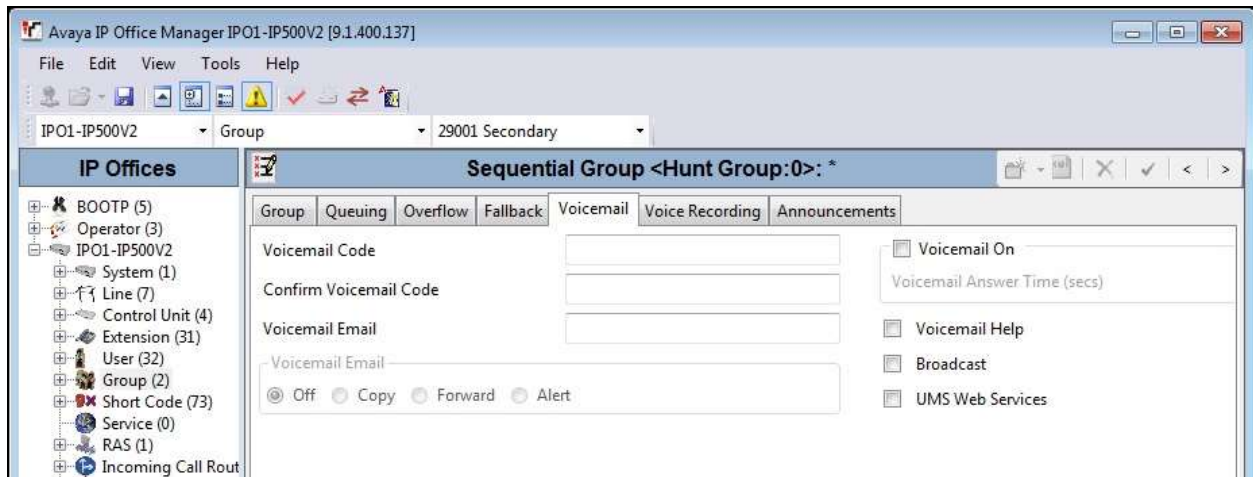 Avaya IP Office Manager IPO1-IP500V2 [9.1.400.137]
File Edit View Tools Help
IPO1-IP500V2 Group 29001 Secondary
IP Offices
BOOTP (5)
Operator (3)
IPO1-IP500V2
System (1)
Line (7)
Control Unit (4)
Extension (31)
User (32)
Group (2)
Short Code (73)
Service (0)
RAS (1)
Incoming Call Rout
Sequential Group <Hunt Group:0>: *
Group Queuing Overflow Fallback Voicemail Voice Recording Announcements
Voicemail Code
Confirm Voicemail Code
Voicemail Email
Voicemail Email
Off Copy Forward Alert
Voicemail On
Voicemail Answer Time (secs)
Voicemail Help
Broadcast
UMS Web Services